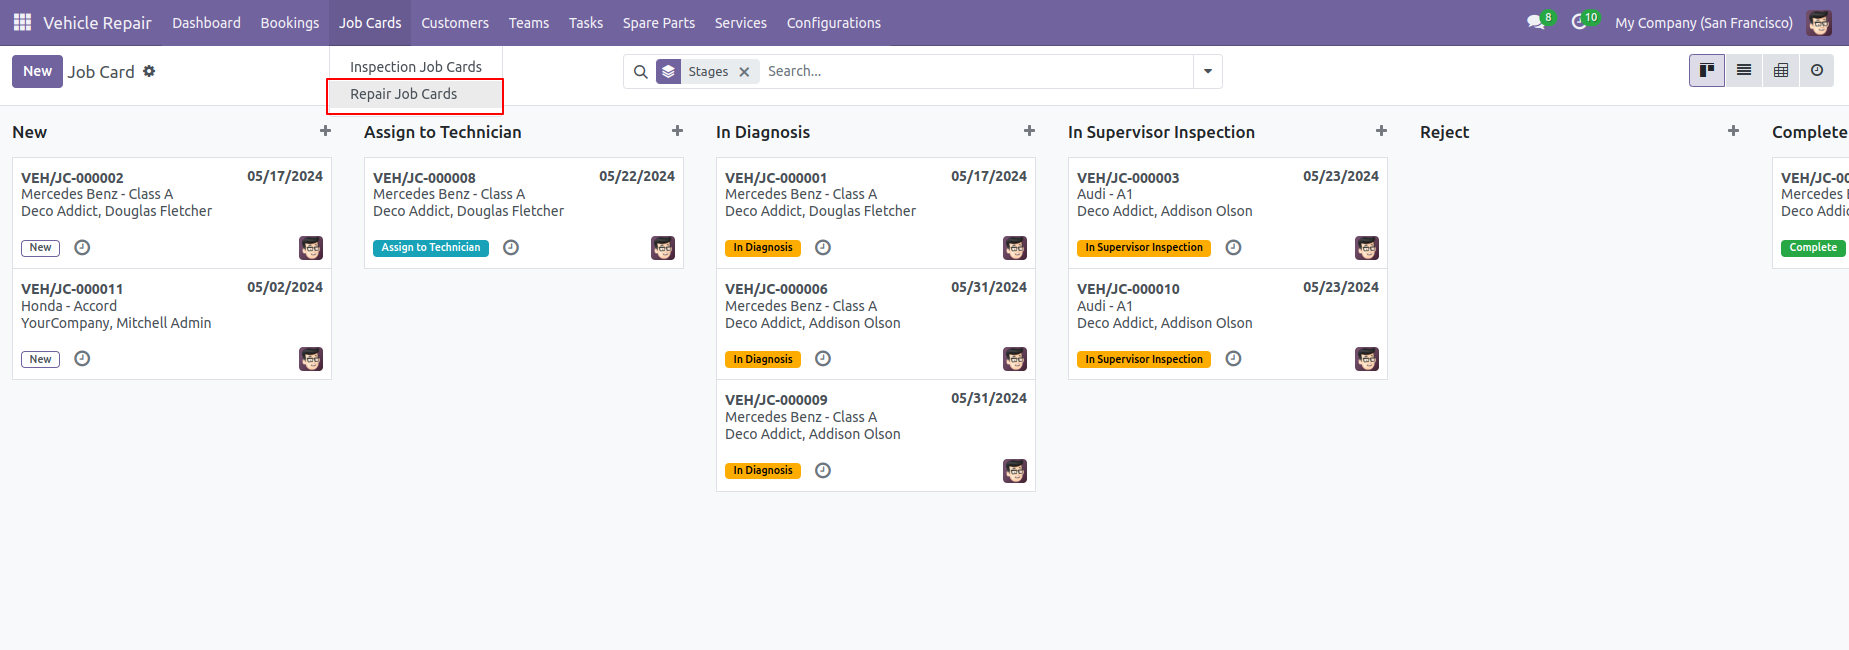 Vehicle Repair Dashboard Bookings Job Cards Customers Teams Tasks Spare Parts Services Configurations 8 10 My Company (San Francisco)
Inspection Job Cards
Repair Job Cards
New Job Card
Stages Search...
New
VEH/JC-000002 05/17/2024
Mercedes Benz - Class A
Deco Addict, Douglas Fletcher
New
VEH/JC-000011 05/02/2024
Honda - Accord
YourCompany, Mitchell Admin
New
Assign to Technician
VEH/JC-000008 05/22/2024
Mercedes Benz - Class A
Deco Addict, Douglas Fletcher
Assign to Technician
In Diagnosis
VEH/JC-000001 05/17/2024
Mercedes Benz - Class A
Deco Addict, Douglas Fletcher
In Diagnosis
VEH/JC-000006 05/31/2024
Mercedes Benz - Class A
Deco Addict, Addison Olson
In Diagnosis
VEH/JC-000009 05/31/2024
Mercedes Benz - Class A
Deco Addict, Addison Olson
In Diagnosis
In Supervisor Inspection
VEH/JC-000003 05/23/2024
Audi - A1
Deco Addict, Addison Olson
In Supervisor Inspection
VEH/JC-000010 05/23/2024
Audi - A1
Deco Addict, Addison Olson
In Supervisor Inspection
Reject
Complete
VEH/JC-00
Mercedes
Deco
Complete